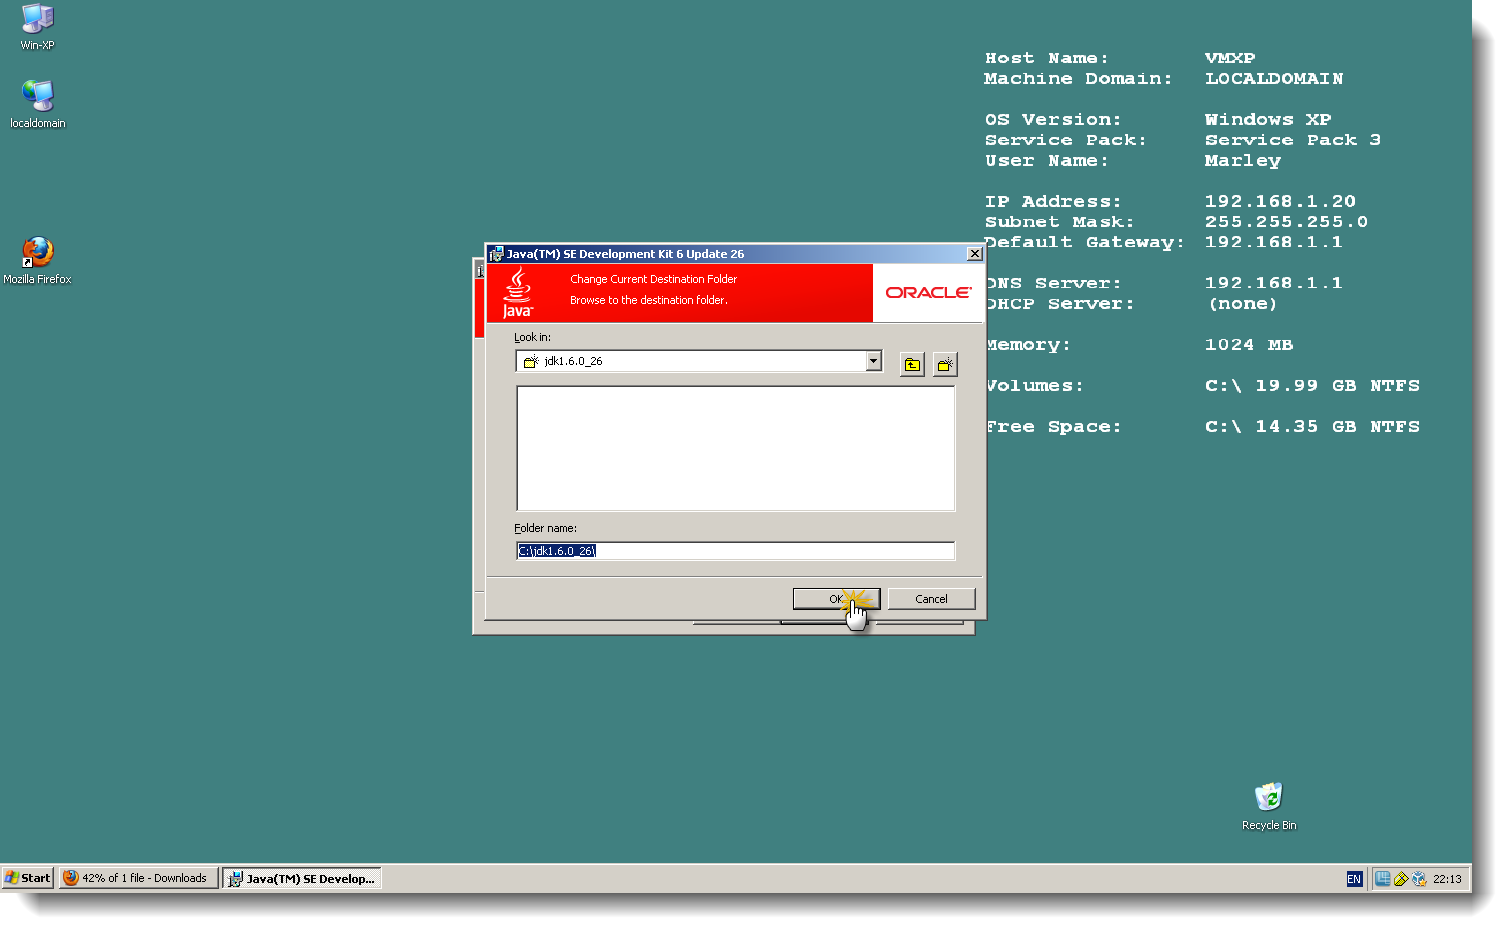 Win-XP
localdomain
Mozilla Firefox
Host Name: VMXP
Machine Domain: LOCALDOMAIN
OS Version: Windows XP
Service Pack: Service Pack 3
User Name: Marley
IP Address: 192.168.1.20
Subnet Mask: 255.255.255.0
Default Gateway: 192.168.1.1
DNS Server: 192.168.1.1
DHCP Server: (none)
Memory: 1024 MB
Volumes: C:\ 19.99 GB NTFS
Free Space: C:\ 14.35 GB NTFS
Java(TM) SE Development Kit 6 Update 26
Change Current Destination Folder
Browse to the destination folder.
Java™
ORACLE®
Look in:
jdk1.6.0_26
Folder name:
C:\jdk1.6.0_26\
OK
Cancel
Recycle Bin
Start
42% of 1 file - Downloads
Java(TM) SE Develop...
EN
22:13